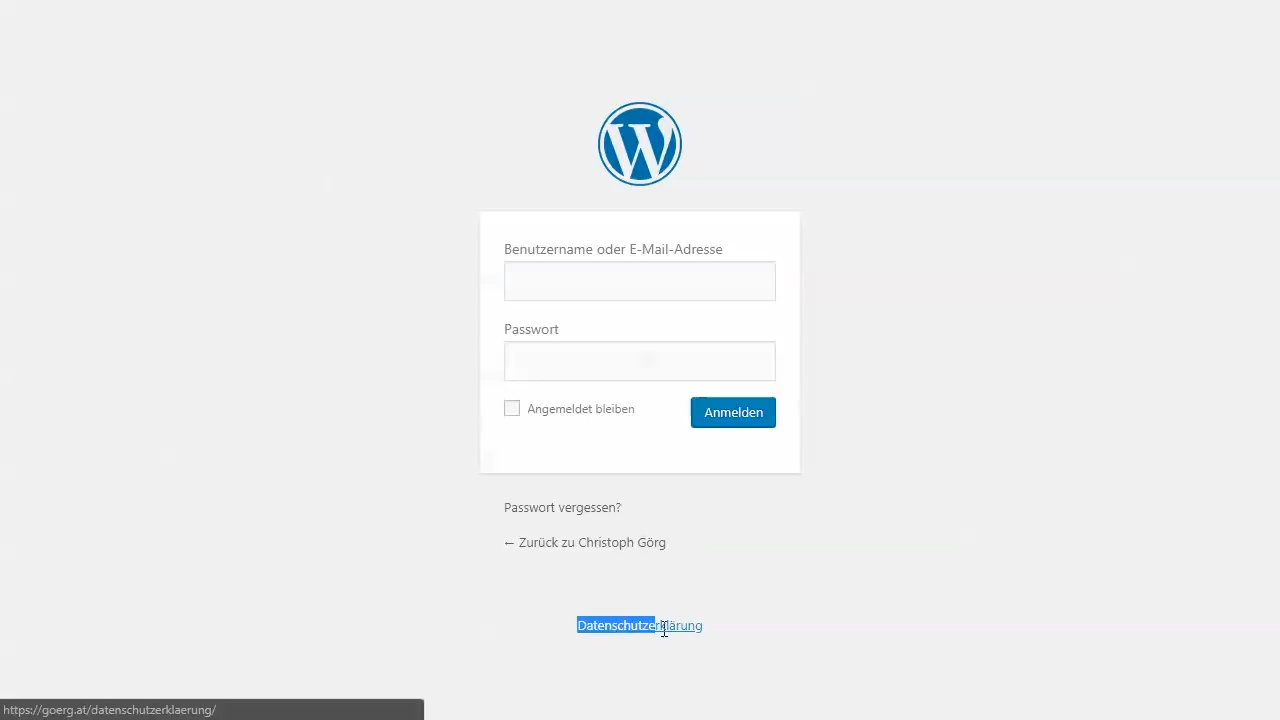 Benutzername oder E-Mail-Adresse
Passwort
Angemeldet bleiben
Anmelden
Passwort vergessen?
← Zurück zu Christoph Görg
Datenschutzerklärung
https://goerg.at/datenschutzerklaerung/